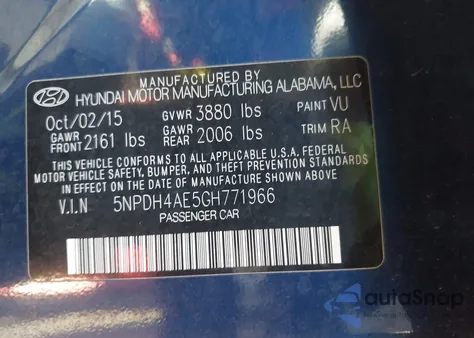 MANUFACTURED BY
HYUNDAI MOTOR MANUFACTURING ALABAMA, LLC
Oct/02/15 GVWR 3880 lbs PAINT VU
GAWR FRONT 2161 lbs GAWR REAR 2006 lbs TRIM RA
THIS VEHICLE CONFORMS TO ALL APPLICABLE U.S.A. FEDERAL
MOTOR VEHICLE SAFETY, BUMPER, AND THEFT PREVENTION STANDARDS
IN EFFECT ON THE DATE OF MANUFACTURE SHOWN ABOVE.
V.I.N 5NPDH4AE5GH771966
PASSENGER CAR
autaSnap